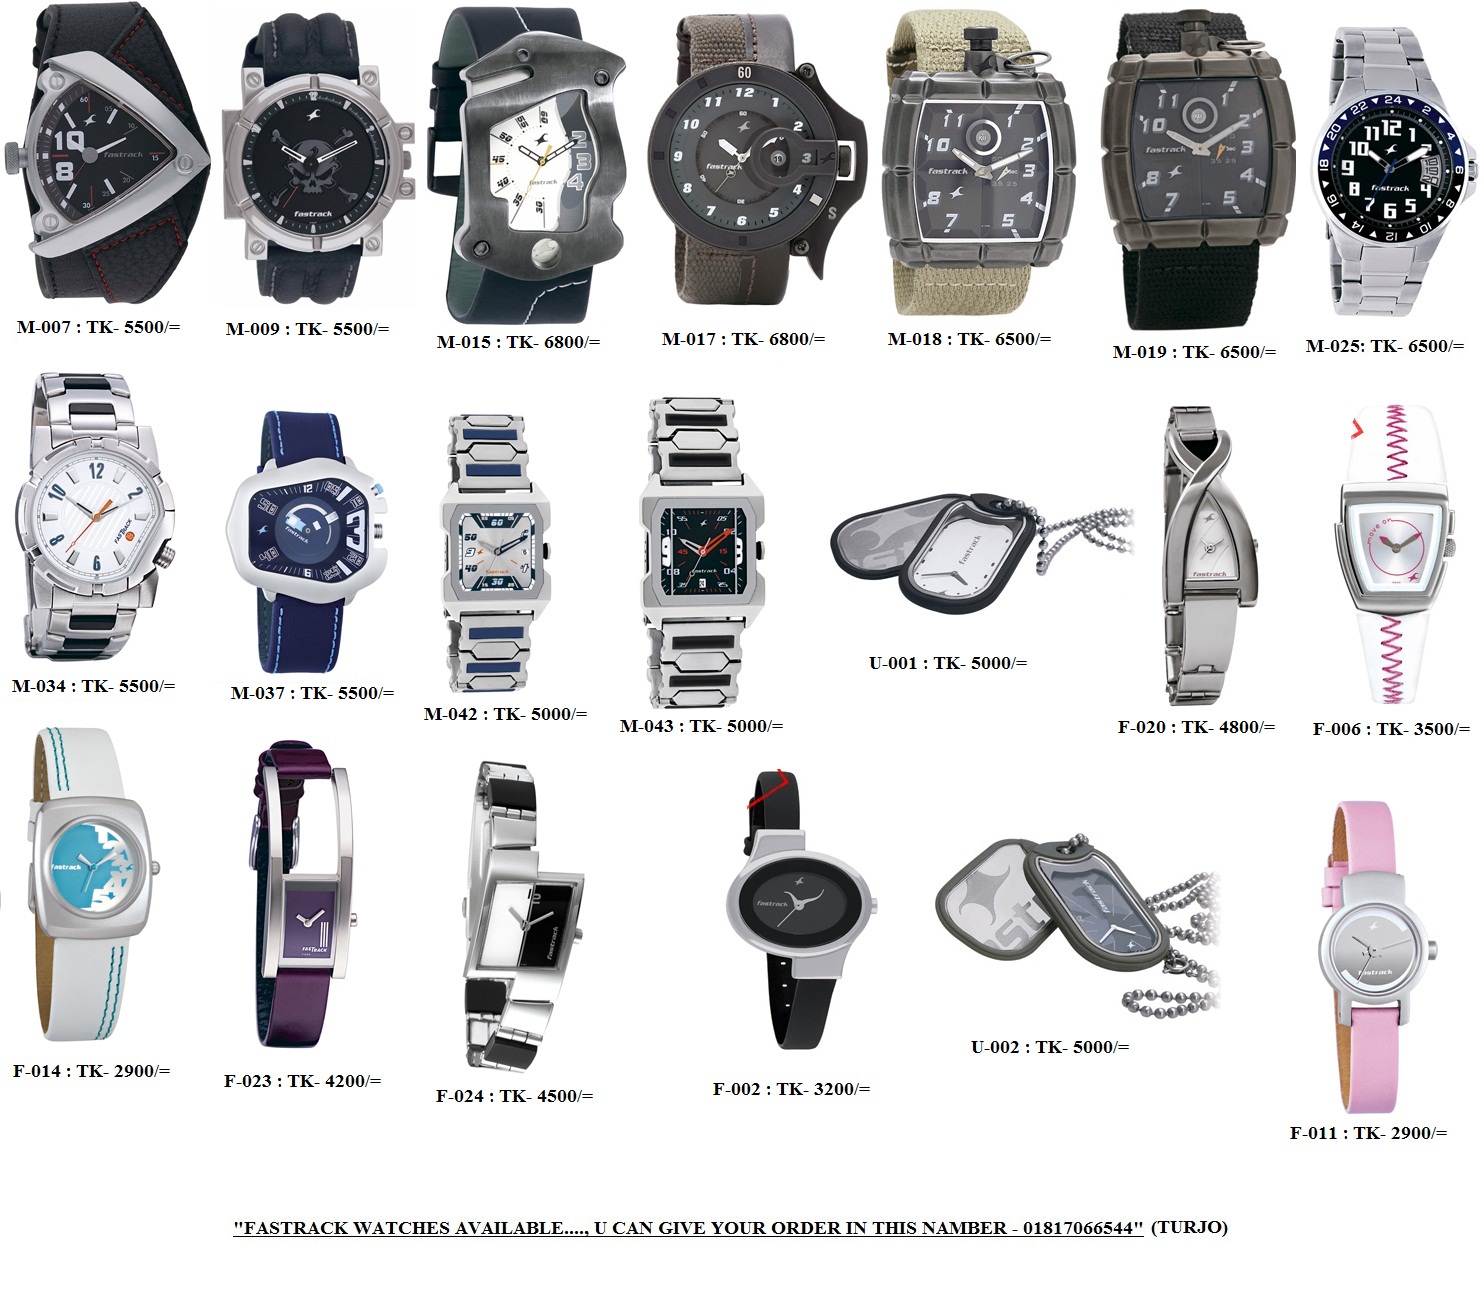 M-007 : TK- 5500/=
M-009 : TK- 5500/=
M-015 : TK- 6800/=
M-017 : TK- 6800/=
M-018 : TK- 6500/=
M-019 : TK- 6500/=
M-025: TK- 6500/=
M-034 : TK- 5500/=
M-037 : TK- 5500/=
M-042 : TK- 5000/=
M-043 : TK- 5000/=
U-001 : TK- 5000/=
F-020 : TK- 4800/=
F-006 : TK- 3500/=
F-014 : TK- 2900/=
F-023 : TK- 4200/=
F-024 : TK- 4500/=
F-002 : TK- 3200/=
U-002 : TK- 5000/=
F-011 : TK- 2900/=
"FASTRACK WATCHES AVAILABLE...., U CAN GIVE YOUR ORDER IN THIS NAMBER - 01817066544" (TURJO)